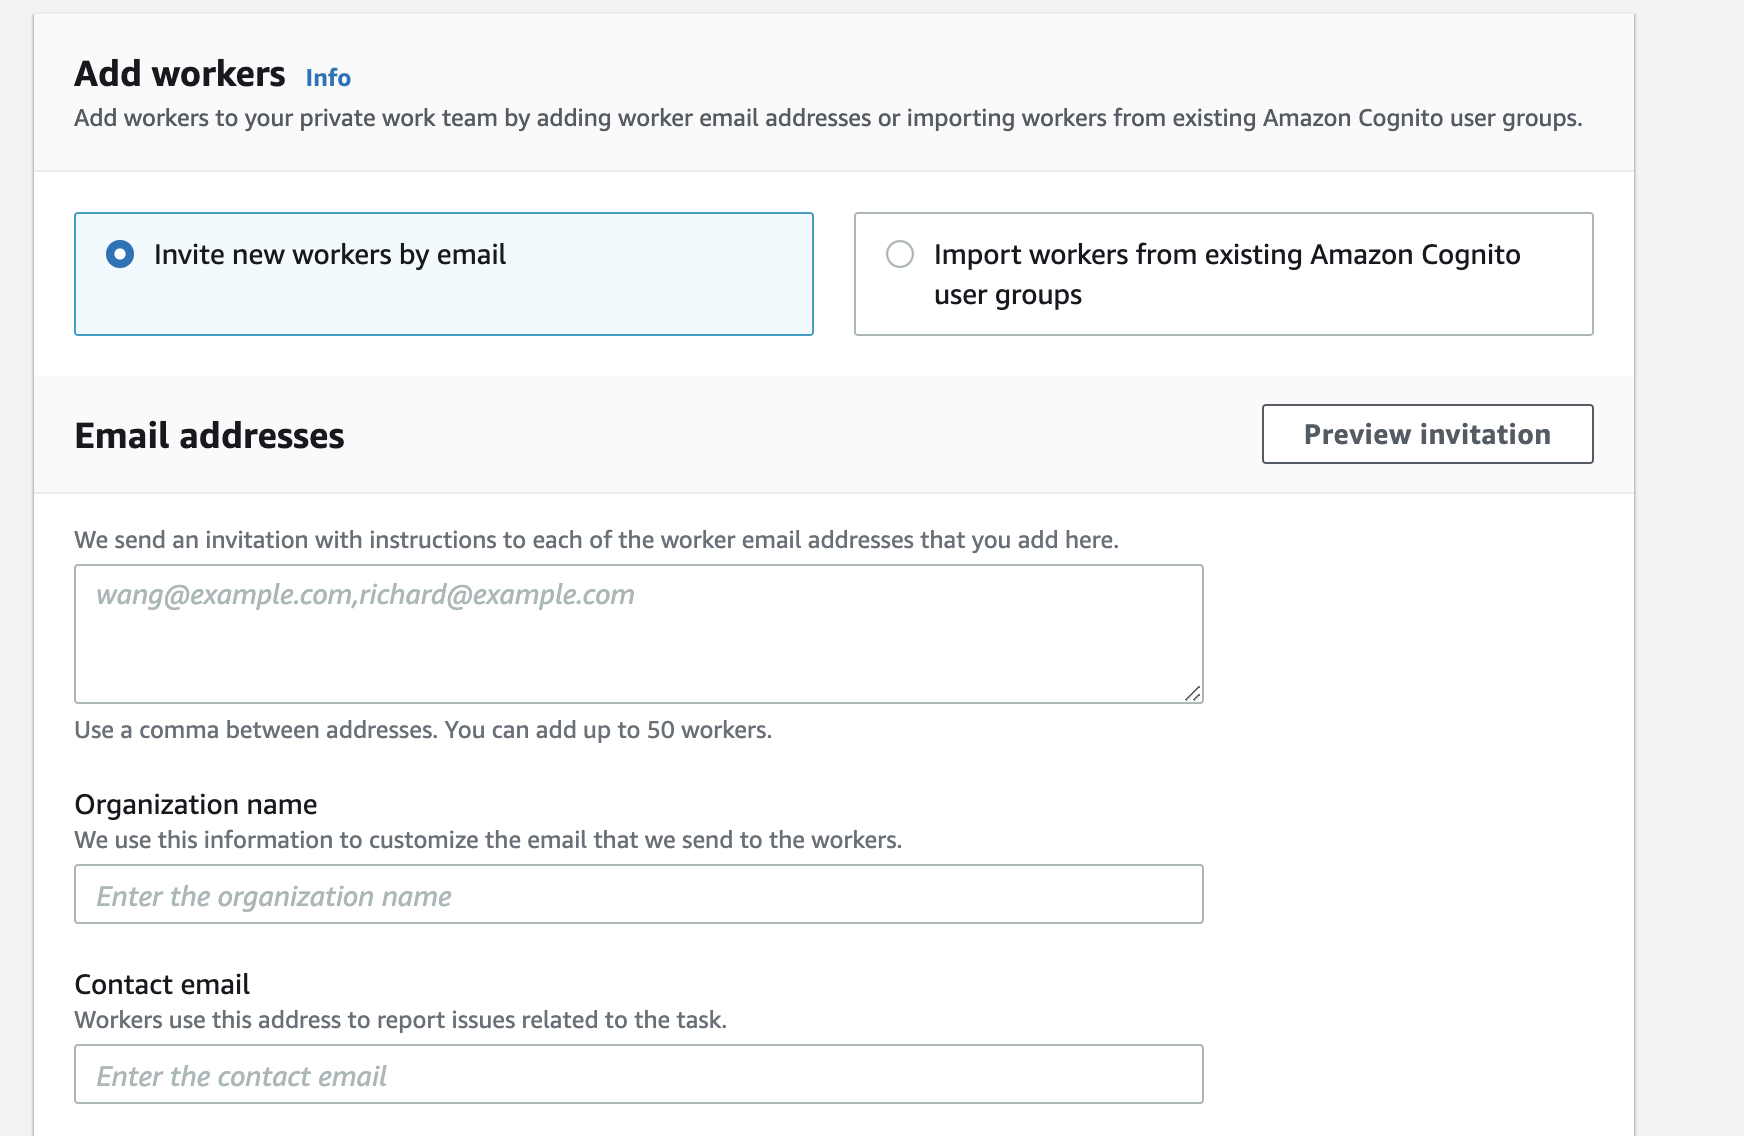 Add workers Info
Add workers to your private work team by adding worker email addresses or importing workers from existing Amazon Cognito user groups.
Invite new workers by email
Import workers from existing Amazon Cognito
user groups
Email addresses
Preview invitation
We send an invitation with instructions to each of the worker email addresses that you add here.
wang@example.com,richard@example.com
Use a comma between addresses. You can add up to 50 workers.
Organization name
We use this information to customize the email that we send to the workers.
Enter the organization name
Contact email
Workers use this address to report issues related to the task.
Enter the contact email